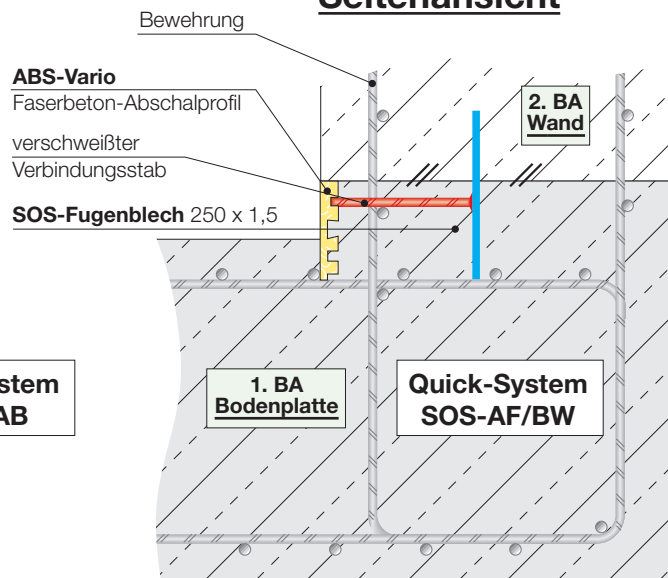 Seitenansicht
Bewehrung
ABS-Vario
Faserbeton-Abschalprofil
verschweißter
Verbindungsstab
SOS-Fugenblech 250 x 1,5
2. BA
Wand
1. BA
Bodenplatte
Quick-System
SOS-AF/BW
stem
AB